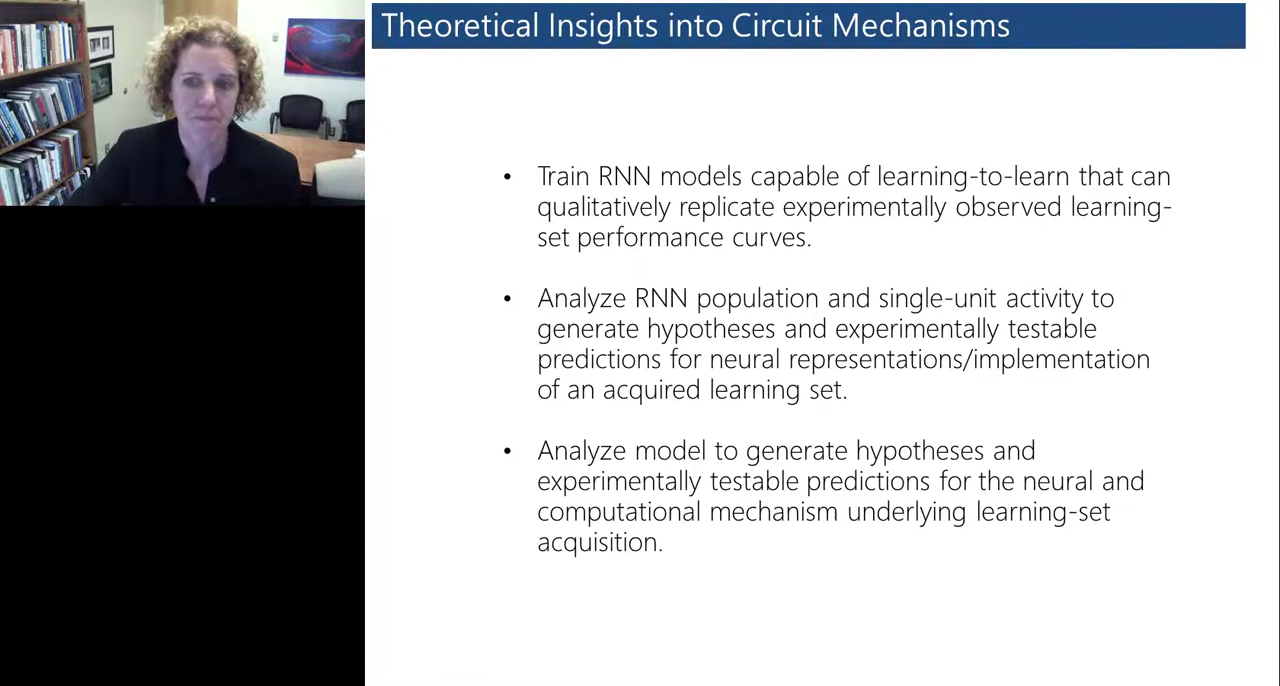 Theoretical Insights into Circuit Mechanisms
• Train RNN models capable of learning-to-learn that can
qualitatively replicate experimentally observed learning-
set performance curves.
• Analyze RNN population and single-unit activity to
generate hypotheses and experimentally testable
predictions for neural representations/implementation
of an acquired learning set.
• Analyze model to generate hypotheses and
experimentally testable predictions for the neural and
computational mechanism underlying learning-set
acquisition.